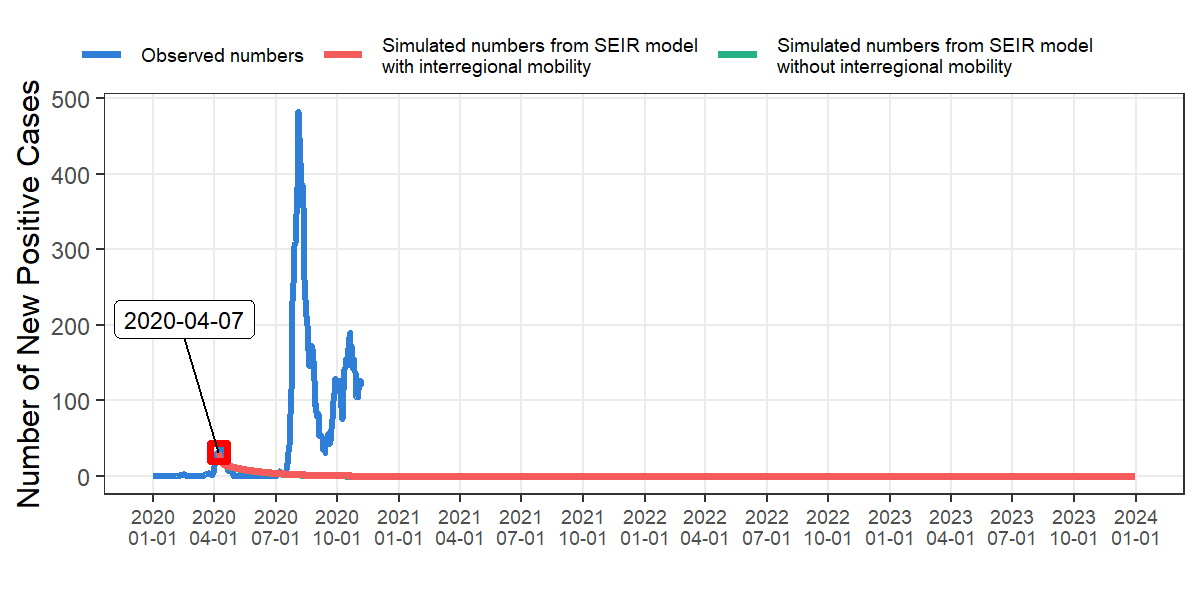 Observed numbers
Simulated numbers from SEIR model
with interregional mobility
Simulated numbers from SEIR model
without interregional mobility
Number of New Positive Cases
500
400
300
200
100
0
2020-04-07
2020 2020 2020 2020 2021 2021 2021 2021 2022 2022 2022 2022 2023 2023 2023 2023 2024
01-01 04-01 07-01 10-01 01-01 04-01 07-01 10-01 01-01 04-01 07-01 10-01 01-01 04-01 07-01 10-01 01-01